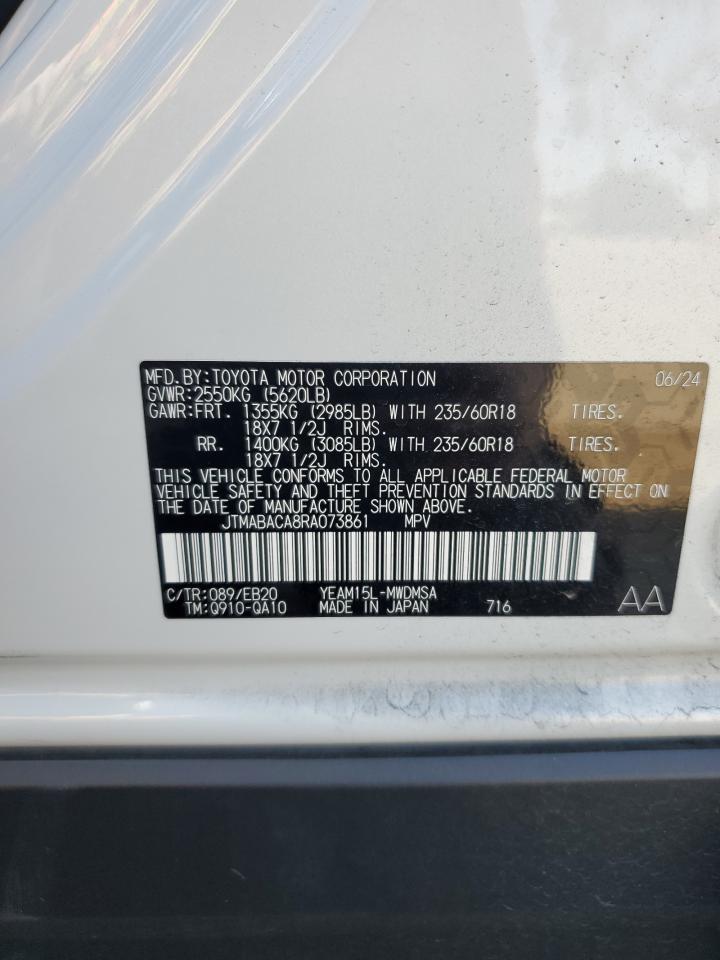 MFD.BY:TOYOTA MOTOR CORPORATION 06/24
GVWR:2550KG (5620LB)
GAWR:FRT. 1355KG (2985LB) WITH 235/60R18 TIRES.
18X7 1/2J RIMS.
RR. 1400KG (3085LB) WITH 235/60R18 TIRES.
18X7 1/2J RIMS.
THIS VEHICLE CONFORMS TO ALL APPLICABLE FEDERAL MOTOR
VEHICLE SAFETY AND THEFT PREVENTION STANDARDS IN EFFECT ON
THE DATE OF MANUFACTURE SHOWN ABOVE.
JTMABACA8RA073861 MPV
C/TR:089/EB20 YEAM15L-MWDMSA
TM:Q910-QA10 MADE IN JAPAN 716 AA